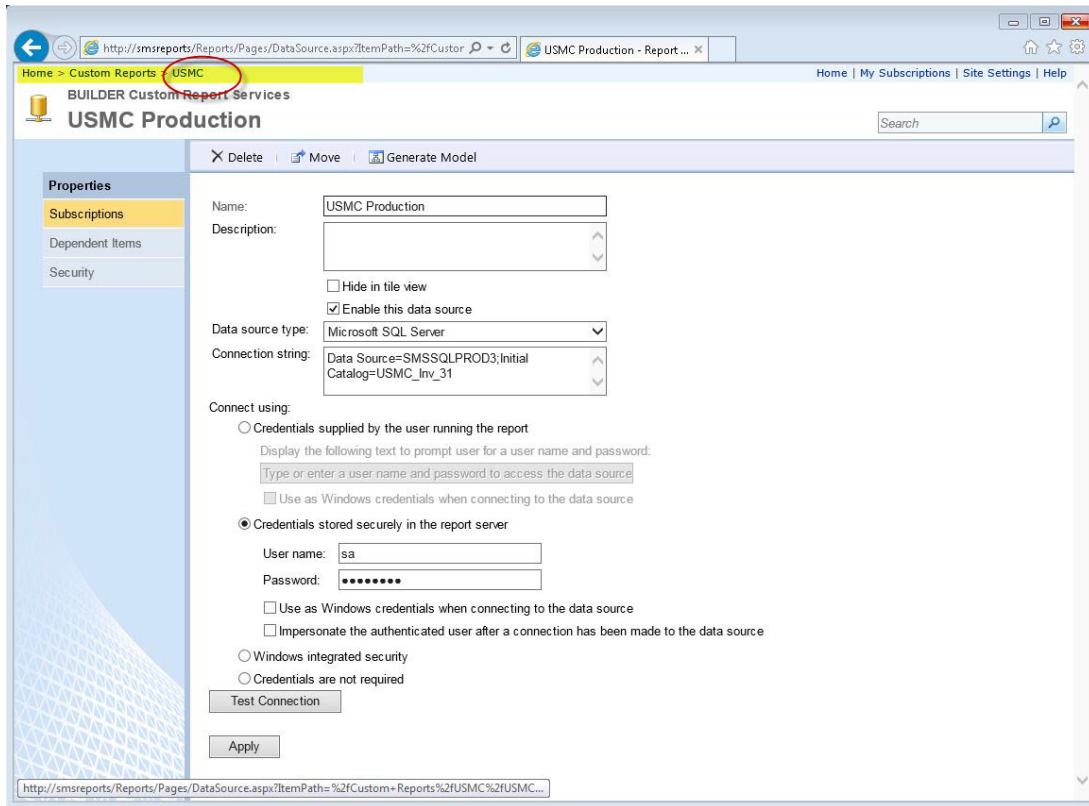 http://smsreports/Reports/Pages/DataSource.aspx?ItemPath=%2fCustor
USMC Production - Report ...
Home > Custom Reports > USMC
Home | My Subscriptions | Site Settings | Help
BUILDER Custom Report Services
USMC Production
Search
Delete Move Generate Model
Properties
Subscriptions
Dependent Items
Security
Name: USMC Production
Description:
Hide in tile view
Enable this data source
Data source type: Microsoft SQL Server
Connection string: Data Source=SMSSQLPROD3;Initial
Catalog=USMC_Inv_31
Connect using:
Credentials supplied by the user running the report
Display the following text to prompt user for a user name and password:
Type or enter a user name and password to access the data source
Use as Windows credentials when connecting to the data source
Credentials stored securely in the report server
User name: sa
Password: ••••••••
Use as Windows credentials when connecting to the data source
Impersonate the authenticated user after a connection has been made to the data source
Windows integrated security
Credentials are not required
Test Connection
Apply
http://smsreports/Reports/Pages/DataSource.aspx?ItemPath=%2fCustom+Reports%2fUSMC%2fUSMC...